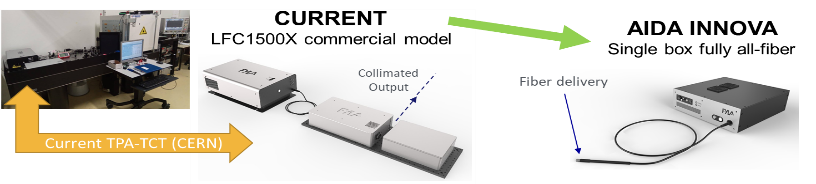 CURRENT
LFC1500X commercial model
Collimated
Output
Current TPA-TCT (CERN)
AIDA INNOVA
Single box fully all-fiber
Fiber delivery